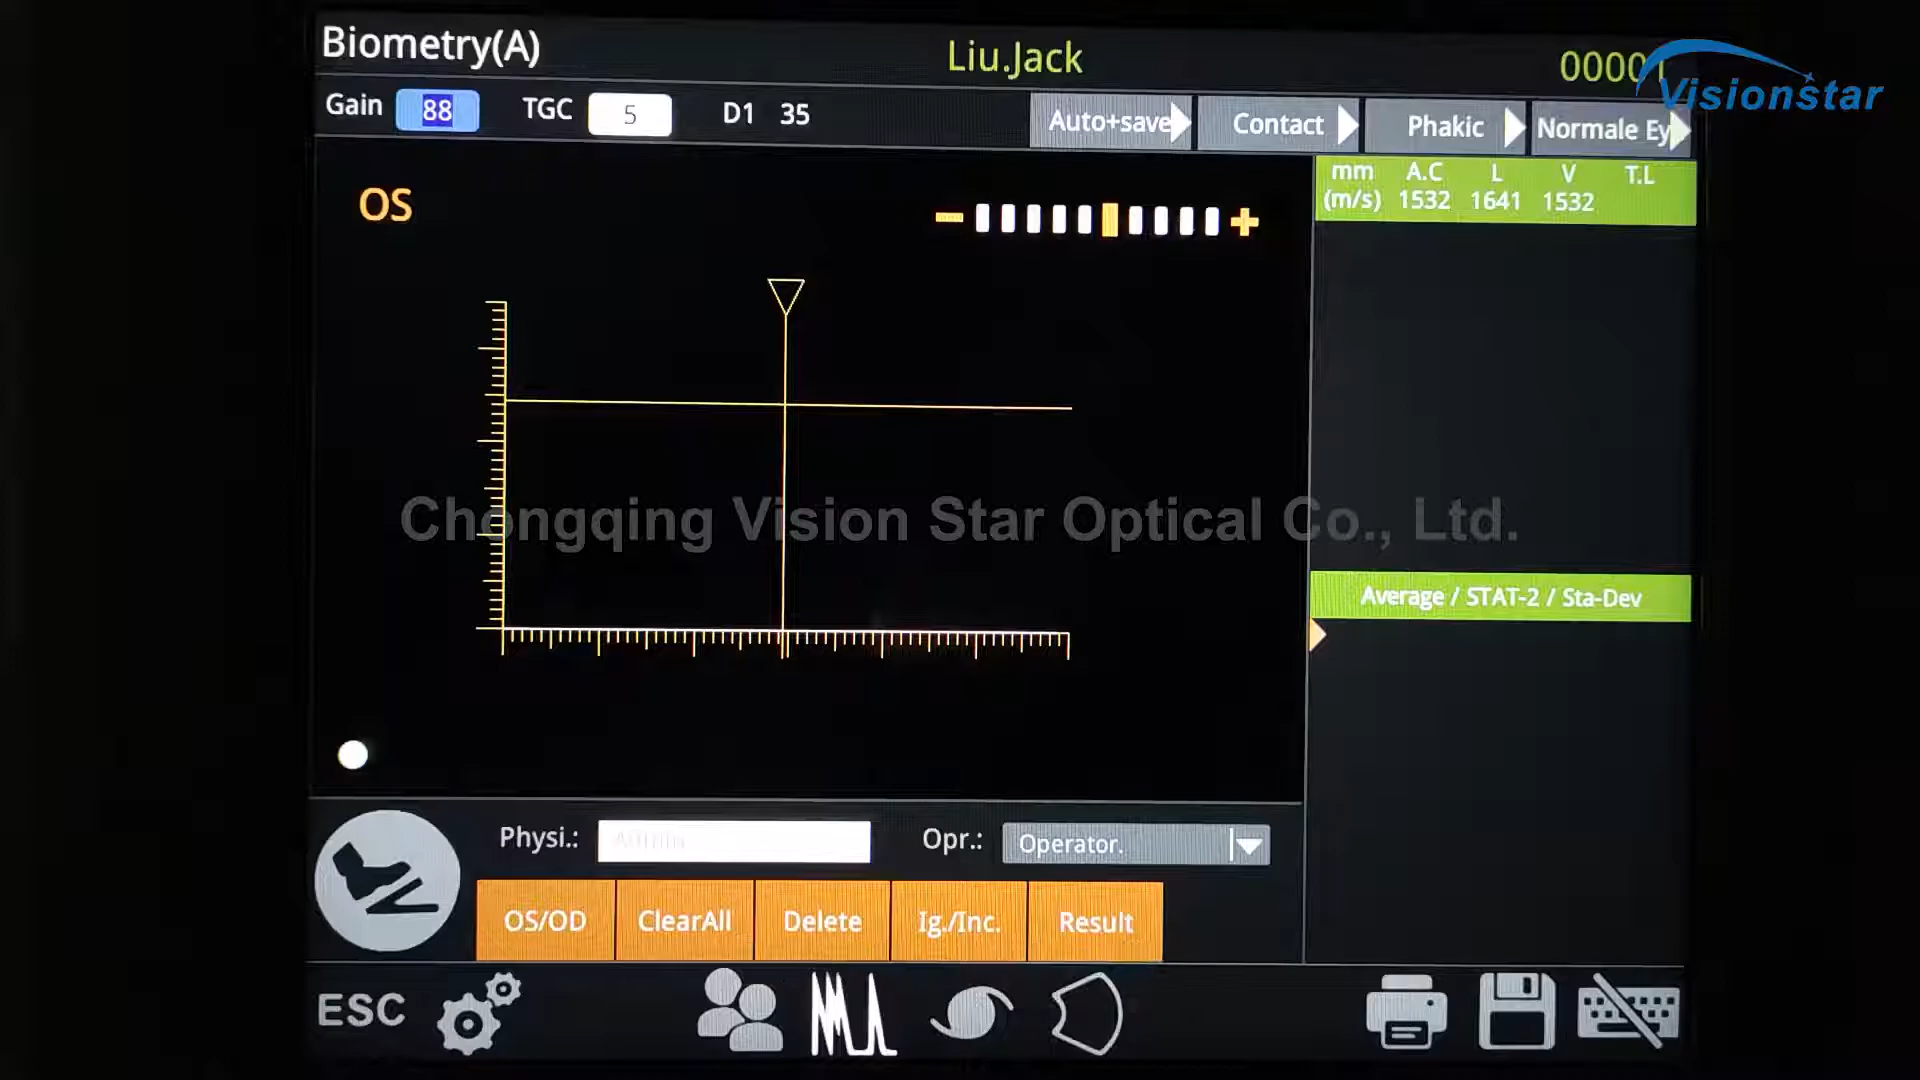 Biometry(A)
Liu.Jack
00001
Visionstar
Gain 88 TGC 5 D1 35
Auto+save
Contact
Phakic
Normale Ey
OS
mm A.C L V T.L
(m/s) 1532 1641 1532
Chongqing Vision Star Optical Co., Ltd.
Average / STAT-2 / Sta-Dev
Physi.: Admin
Opr.: Operator.
OS/OD
ClearAll
Delete
Ig./Inc.
Result
ESC